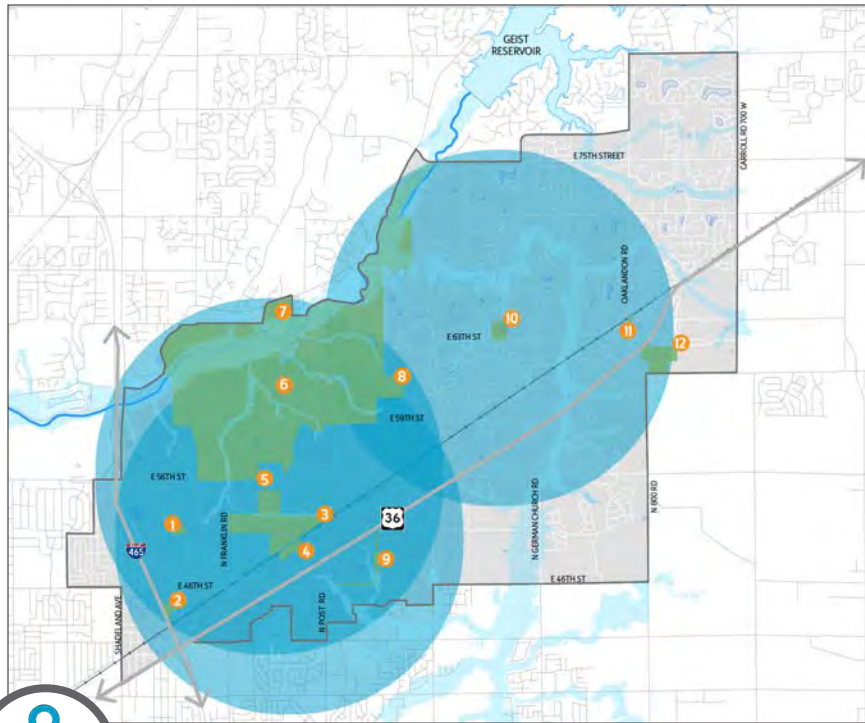 GEIST
RESERVOIR
CARROLL RD 700 W
E 75TH STREET
OAKLANDON RD
7
10
11
E 63TH ST
12
6
8
E 59TH ST
E 56TH ST
5
1
N FRANKLIN RD
3
36
4
465
9
N GERMAN CHURCH RD
N 800 RD
E 46TH ST
E 46TH ST
2
SHADELAND AVE
N POST RD